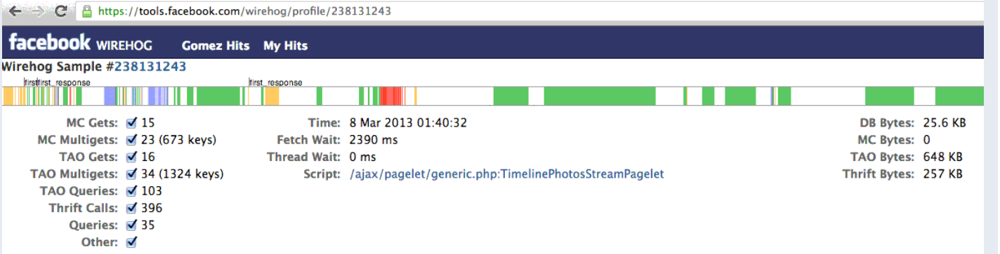 https://tools.facebook.com/wirehog/profile/238131243
facebook WIREHOG Gomez Hits My Hits
Wirehog Sample #238131243
first first_response first_response
MC Gets: 15 Time: 8 Mar 2013 01:40:32 DB Bytes: 25.6 KB
MC Multigets: 23 (673 keys) Fetch Wait: 2390 ms MC Bytes: 0
TAO Gets: 16 Thread Wait: 0 ms TAO Bytes: 648 KB
TAO Multigets: 34 (1324 keys) Script: /ajax/pagelet/generic.php:TimelinePhotosStreamPagelet Thrift Bytes: 257 KB
TAO Queries: 103
Thrift Calls: 396
Queries: 35
Other: